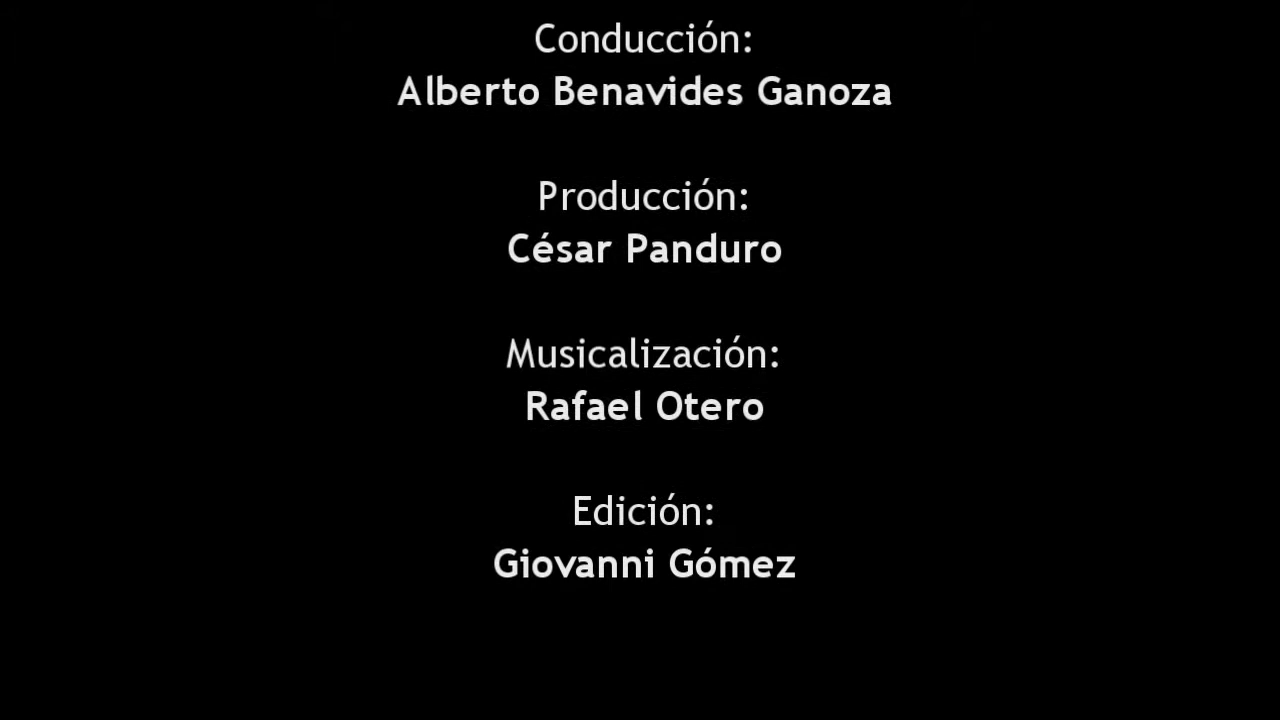 Conducción:
Alberto Benavides Ganoza
Producción:
César Panduro
Musicalización:
Rafael Otero
Edición:
Giovanni Gómez